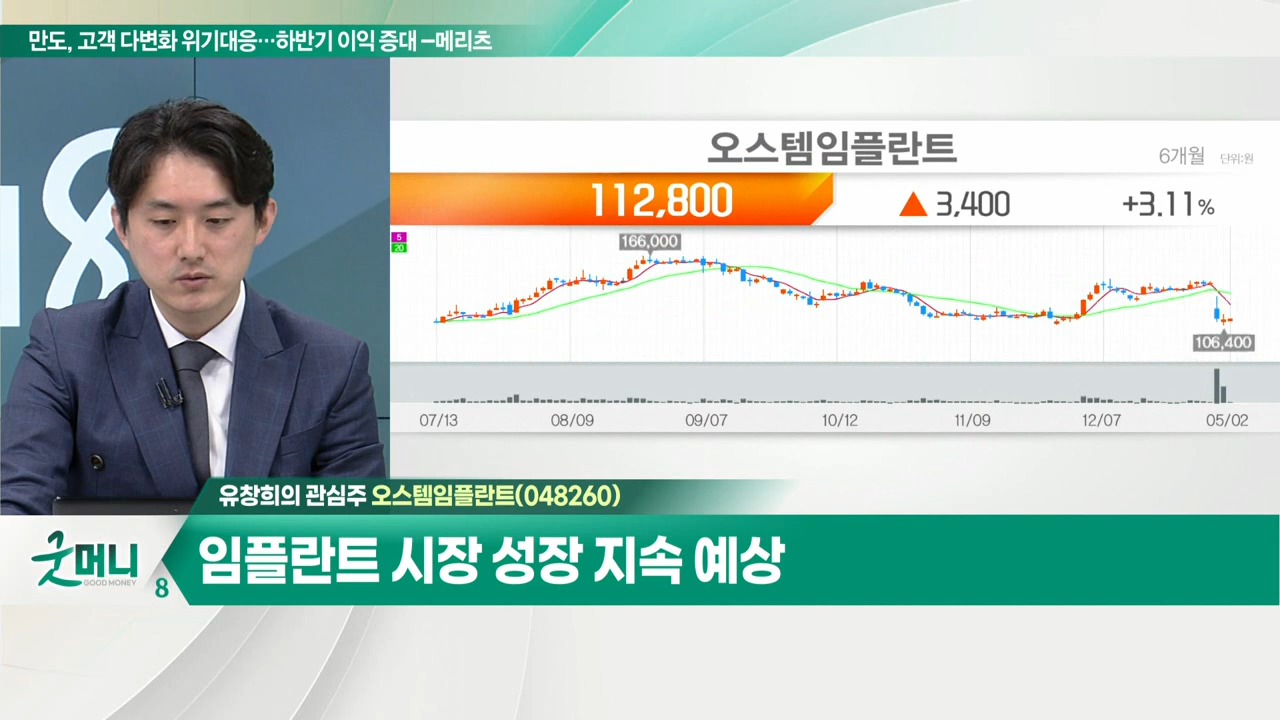 만도, 고객 다변화 위기대응…하반기 이익 증대 –메리츠
오스템임플란트
6개월 단위:원
112,800 ▲ 3,400 +3.11%
5
20
166,000
106,400
07/13 08/09 09/07 10/12 11/09 12/07 05/02
유창희의 관심주 오스템임플란트(048260)
굿머니
GOOD MONEY
8
임플란트 시장 성장 지속 예상